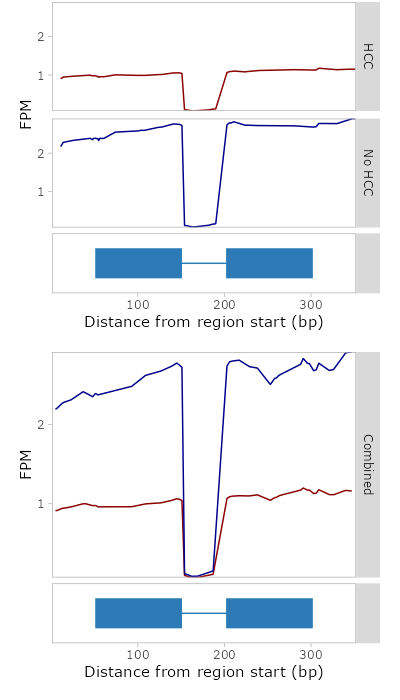 2
1
HCC
FPM
2
1
No HCC
100 200 300
Distance from region start (bp)
2
1
FPM
Combined
100 200 300
Distance from region start (bp)